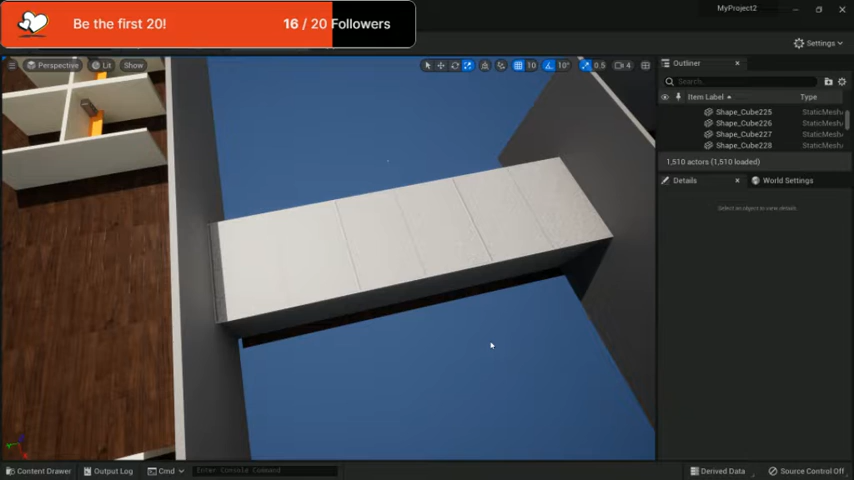 MyProject2
Be the first 20!
16 / 20 Followers
Settings
Perspective
Lit
Show
10
10°
0.5
4
Outliner
Search...
Item Label
Type
Shape_Cube225
StaticMesh
Shape_Cube226
StaticMesh
Shape_Cube227
StaticMesh
Shape_Cube228
StaticMesh
1,510 actors (1,510 loaded)
Details
World Settings
Select an object to view details.
Content Drawer
Output Log
Cmd
Enter Console Command
Derived Data
Source Control Off